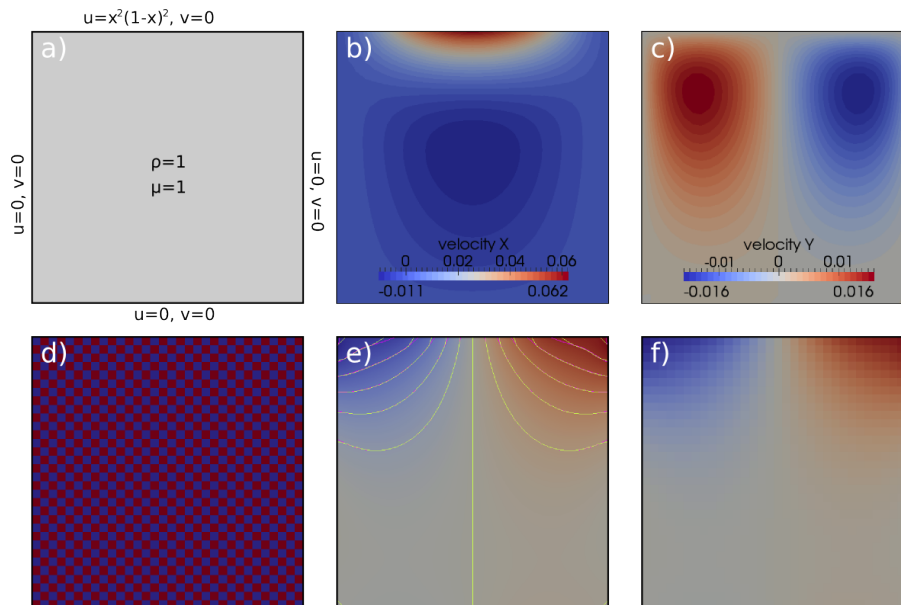 u=x²(1-x)², v=0
a)
u=0, v=0
ρ=1
μ=1
u=0, v=0
u=0, v=0
b)
velocity X
0 0.02 0.04 0.06
-0.011 0.062
c)
velocity Y
-0.01 0 0.01
-0.016 0.016
d)
e)
f)